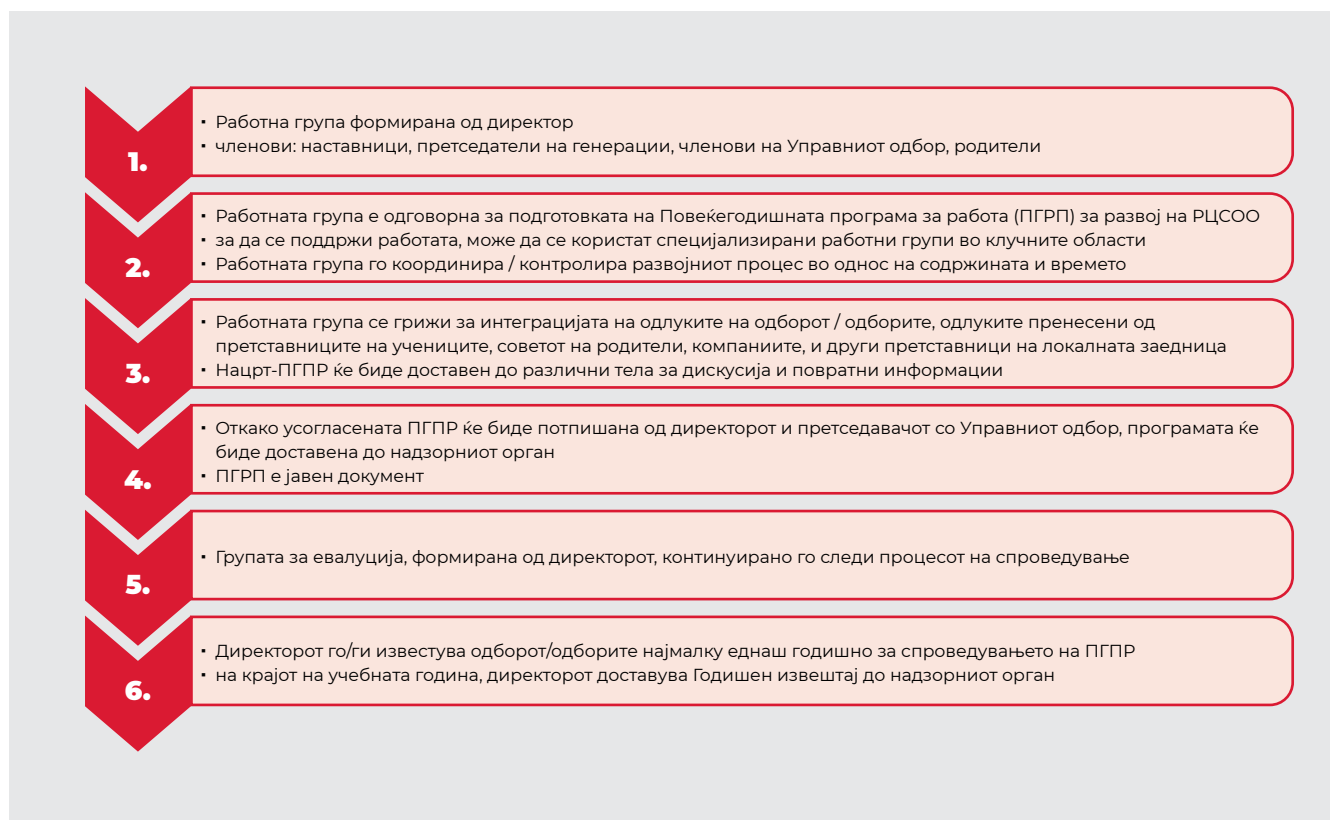 1.
▪ Работна група формирана од директор
▪ членови: наставници, претседатели на генерации, членови на Управниот одбор, родители
2.
▪ Работната група е одговорна за подготовката на Повеќегодишната програма за работа (ПГРП) за развој на РЦСОО
▪ за да се поддржи работата, може да се користат специјализирани работни групи во клучните области
▪ Работната група го координира / контролира развојниот процес во однос на содржината и времето
3.
▪ Работната група се грижи за интеграцијата на одлуките на одборот / одборите, одлуките пренесени од
претставниците на учениците, советот на родители, компаниите, и други претставници на локалната заедница
▪ Нацрт-ПГПР ќе биде доставен до различни тела за дискусија и повратни информации
4.
▪ Откако усогласената ПГПР ќе биде потпишана од директорот и претседавачот со Управниот одбор, програмата ќе
биде доставена до надзорниот орган
▪ ПГРП е јавен документ
5.
▪ Групата за евалуција, формирана од директорот, континуирано го следи процесот на спроведување
6.
▪ Директорот го/ги известува одборот/одборите најмалку еднаш годишно за спроведувањето на ПГПР
▪ на крајот на учебната година, директорот доставува Годишен извештај до надзорниот орган